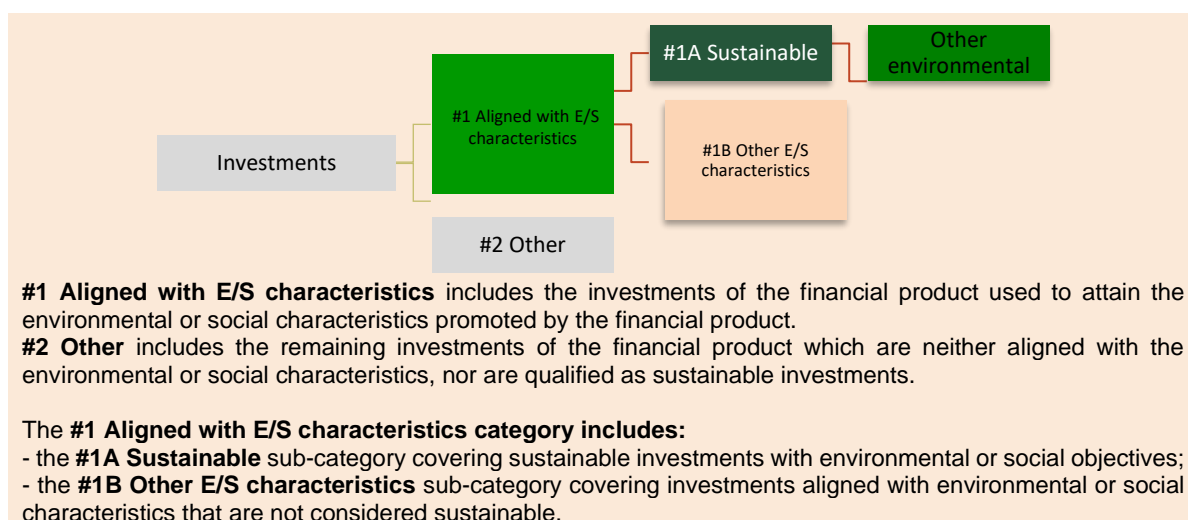 #1A Sustainable
Other
environmental
#1 Aligned with E/S
characteristics
Investments
#1B Other E/S
characteristics
#2 Other
#1 Aligned with E/S characteristics includes the investments of the financial product used to attain the
environmental or social characteristics promoted by the financial product.
#2 Other includes the remaining investments of the financial product which are neither aligned with the
environmental or social characteristics, nor are qualified as sustainable investments.
The #1 Aligned with E/S characteristics category includes:
- the #1A Sustainable sub-category covering sustainable investments with environmental or social objectives;
- the #1B Other E/S characteristics sub-category covering investments aligned with environmental or social
characteristics that are not considered sustainable.